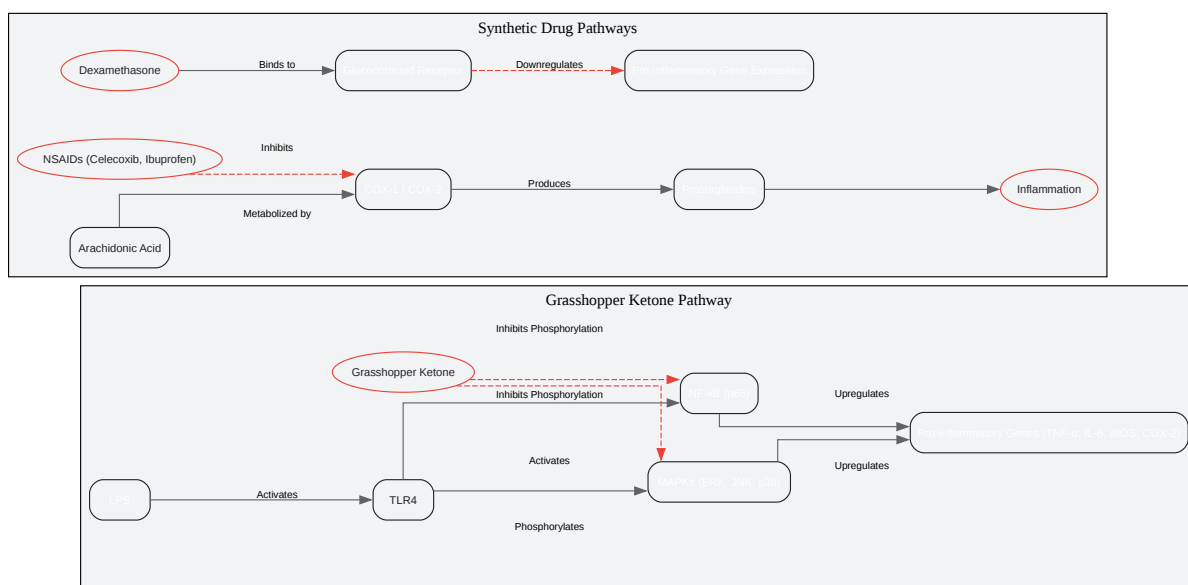 Synthetic Drug Pathways
Dexamethasone
Binds to
Glucocorticoid Receptor
Downregulates
Pro-inflammatory Gene Expression
NSAIDs (Celecoxib, Ibuprofen)
Inhibits
COX-1 / COX-2
Produces
Prostaglandins
Inflammation
Metabolized by
Arachidonic Acid
Grasshopper Ketone Pathway
Inhibits Phosphorylation
Grasshopper Ketone
NF-κB (p65)
Inhibits Phosphorylation
Upregulates
Pro-inflammatory Genes (TNF-α, IL-6, iNOS, COX-2)
Activates
Upregulates
MAPKs (ERK, JNK, p38)
LPS
Activates
TLR4
Phosphorylates